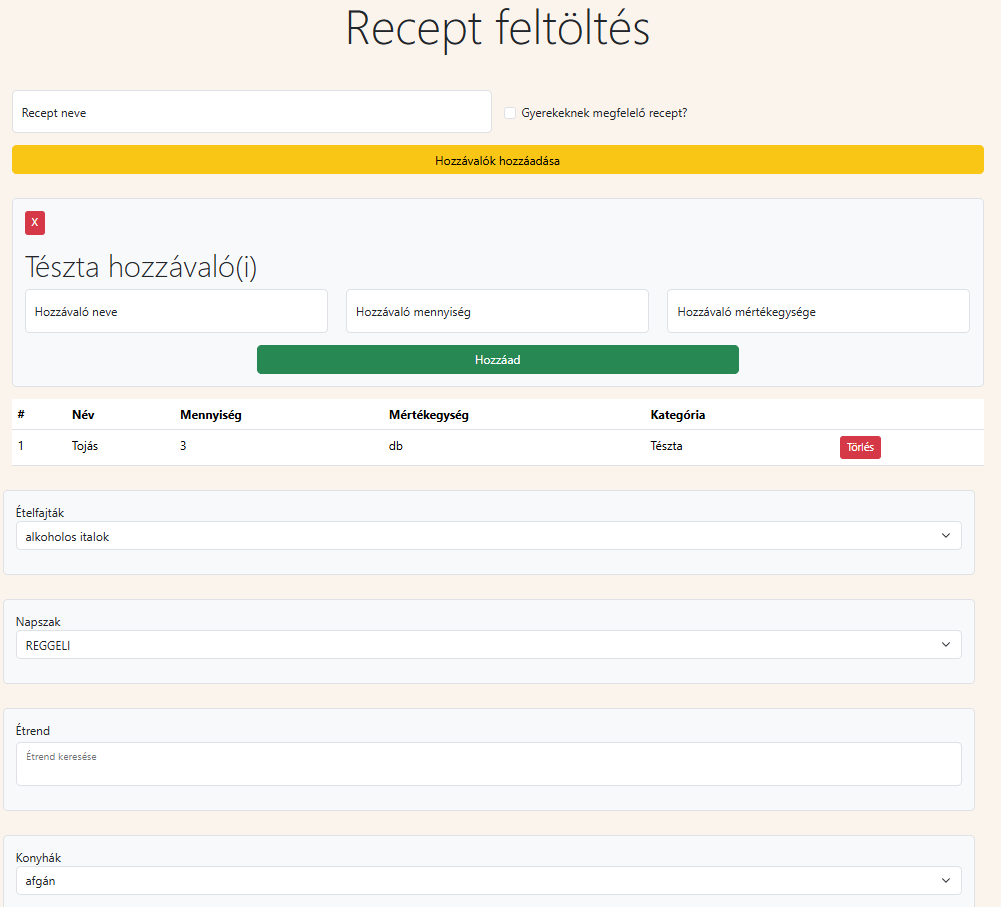 Recept feltöltés
Recept neve
Gyerekeknek megfelelő recept?
Hozzávalók hozzáadása
X
Tészta hozzávaló(i)
Hozzávaló neve
Hozzávaló mennyiség
Hozzávaló mértékegysége
Hozzáad
# Név Mennyiség Mértékegység Kategória
1 Tojás 3 db Tészta Törlés
Ételfajták
alkoholos italok
Napszak
REGGELI
Étrend
Étrend keresése
Konyhák
afgán